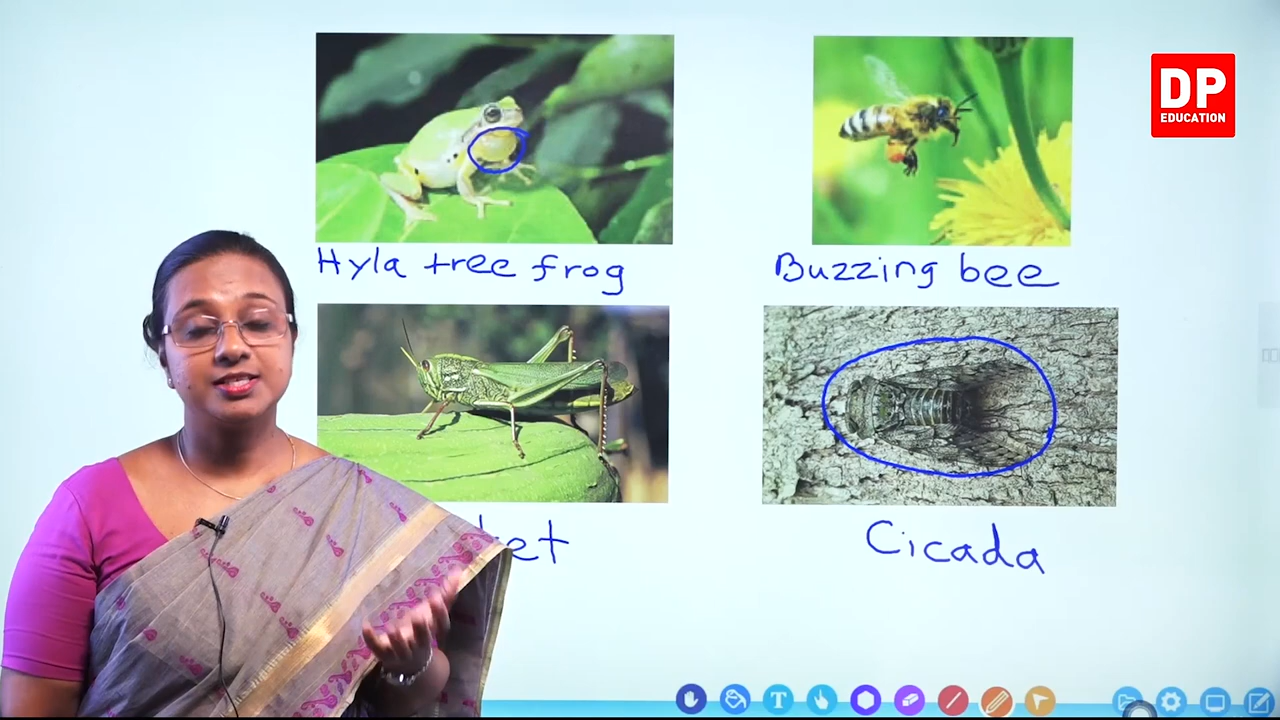 DP
EDUCATION
Hyla tree frog
Buzzing bee
Cicada